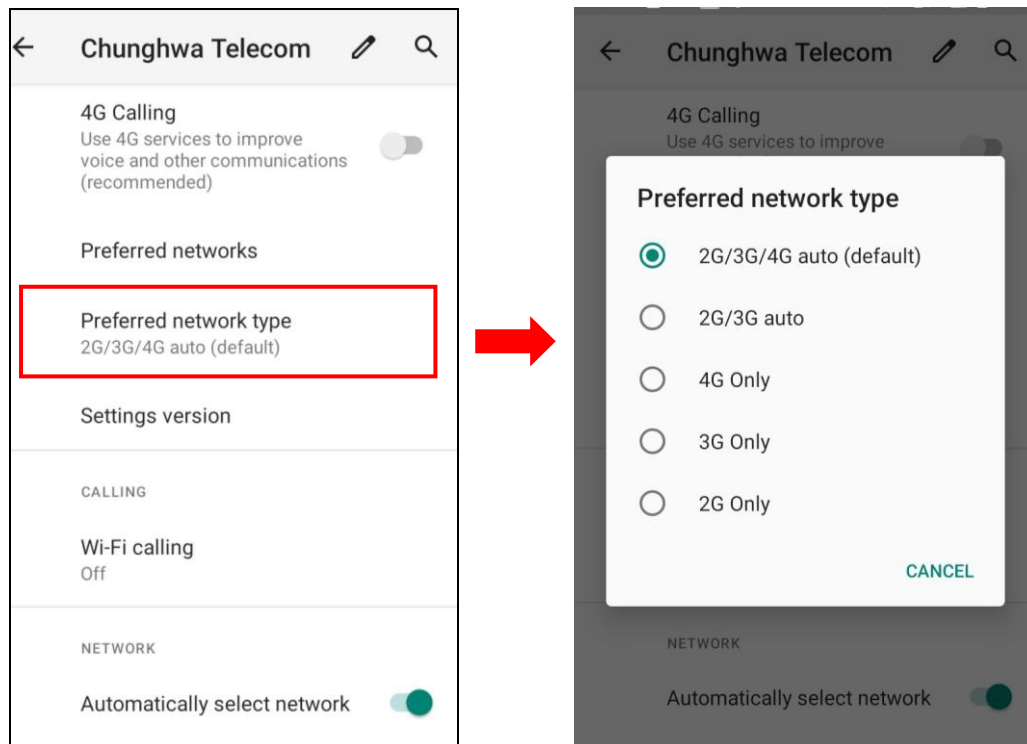 Chunghwa Telecom
4G Calling
Use 4G services to improve
voice and other communications
(recommended)
Preferred networks
Preferred network type
2G/3G/4G auto (default)
Settings version
CALLING
Wi-Fi calling
Off
NETWORK
Automatically select network
Chunghwa Telecom
4G Calling
Use 4G services to improve
Preferred network type
2G/3G/4G auto (default)
2G/3G auto
4G Only
3G Only
2G Only
CANCEL
NETWORK
Automatically select network